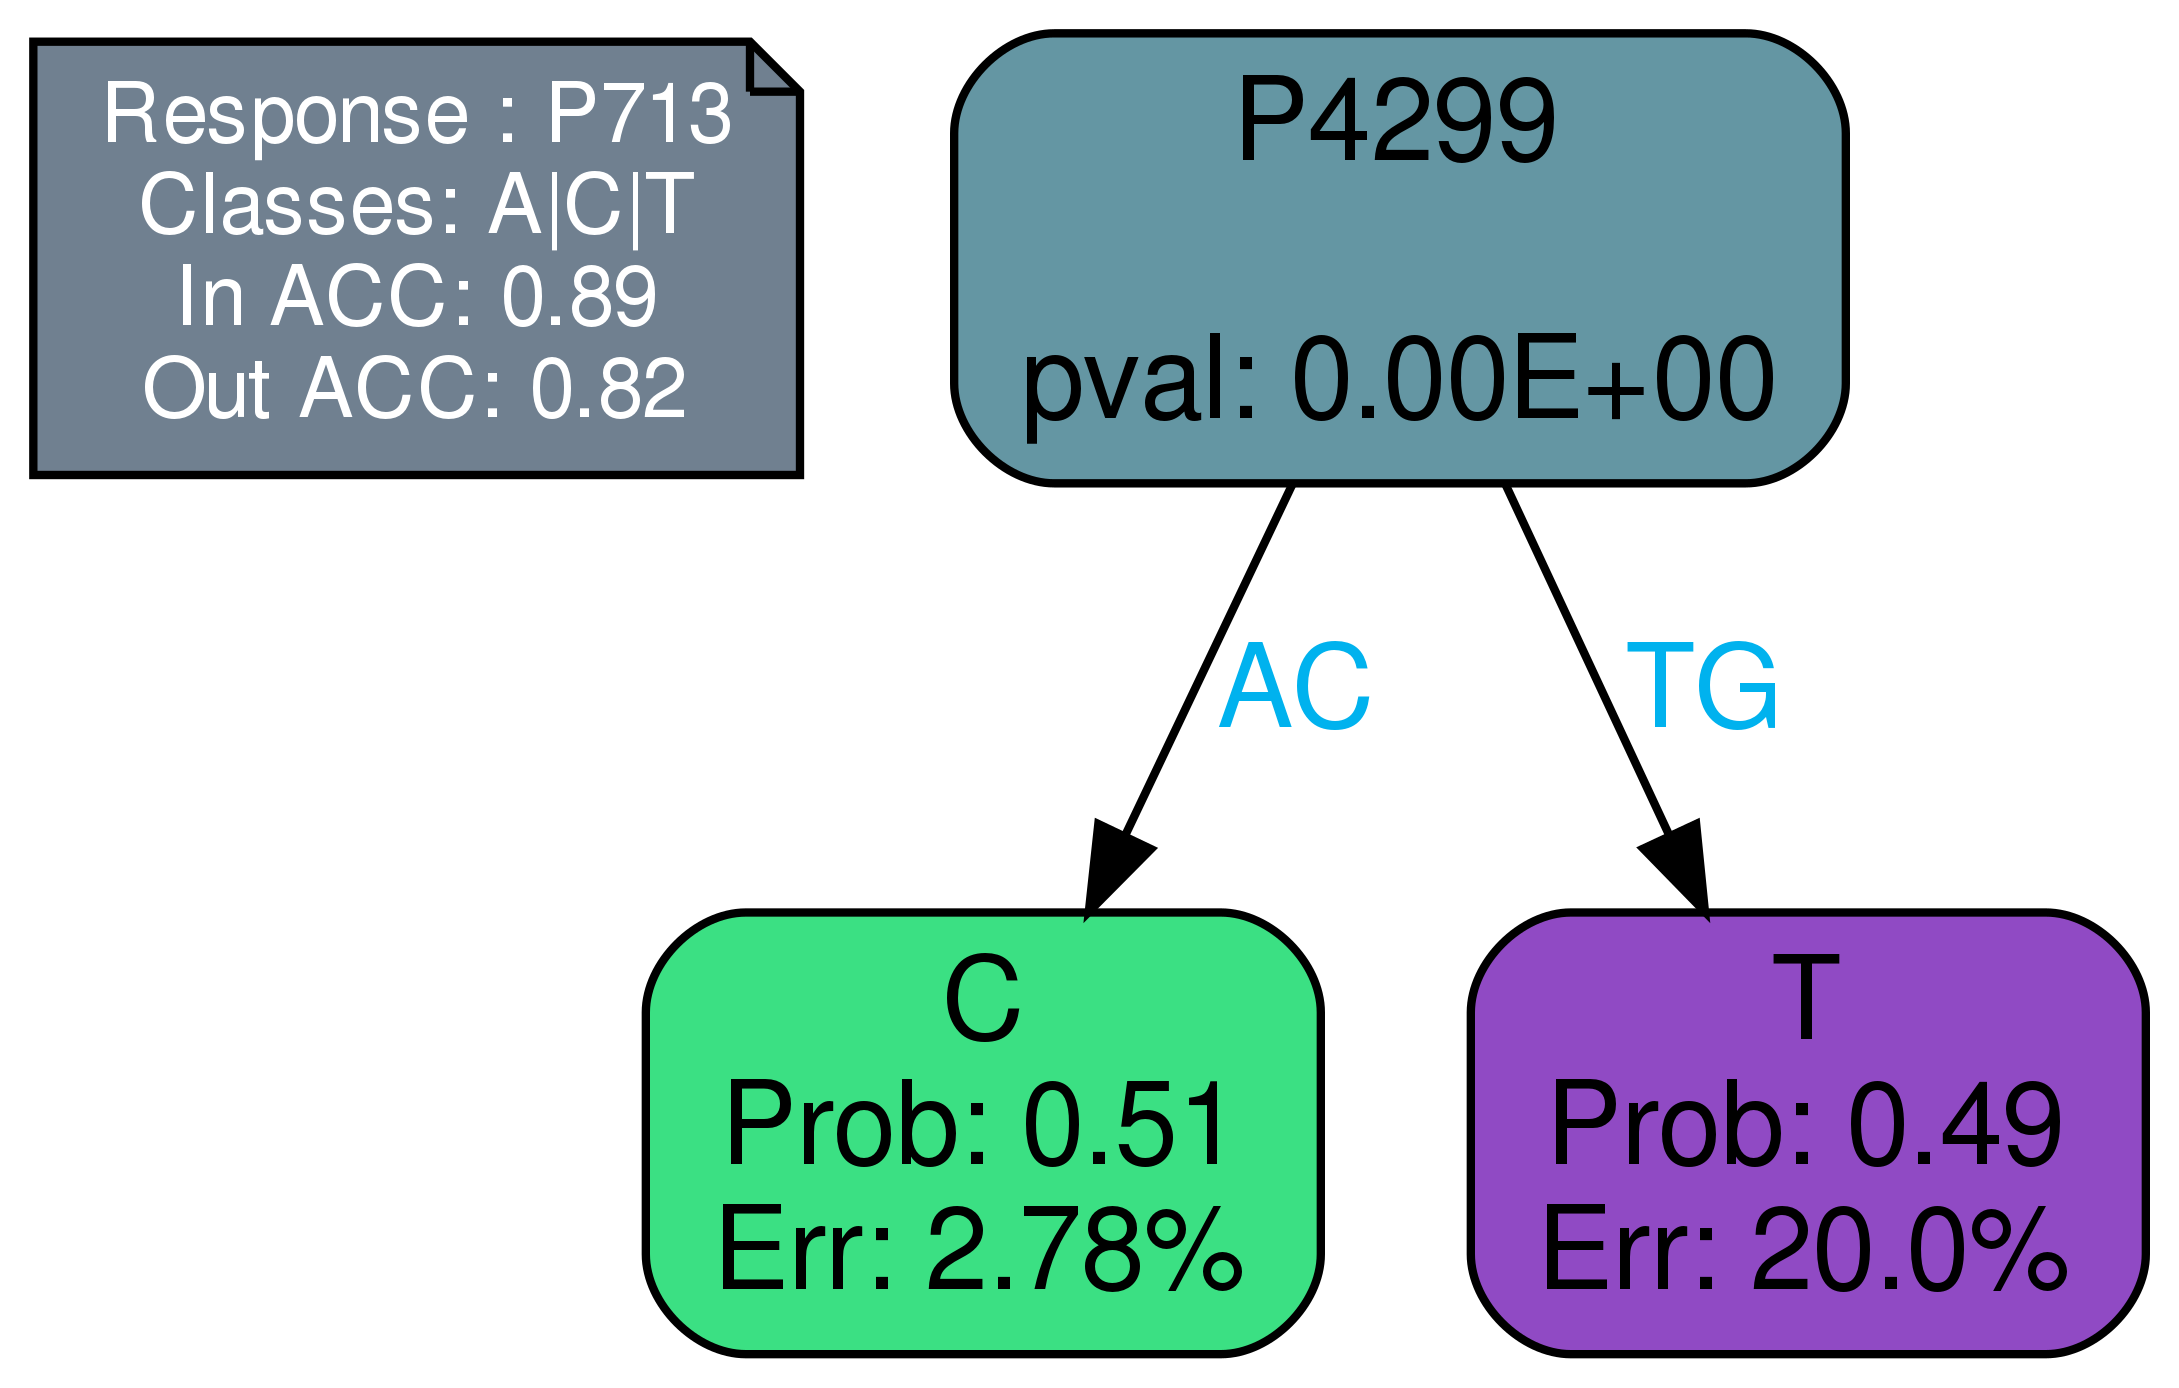 Response : P713
Classes: A|C|T
In ACC: 0.89
Out ACC: 0.82
P4299
pval: 0.00E+00
AC
TG
C
Prob: 0.51
Err: 2.78%
T
Prob: 0.49
Err: 20.0%